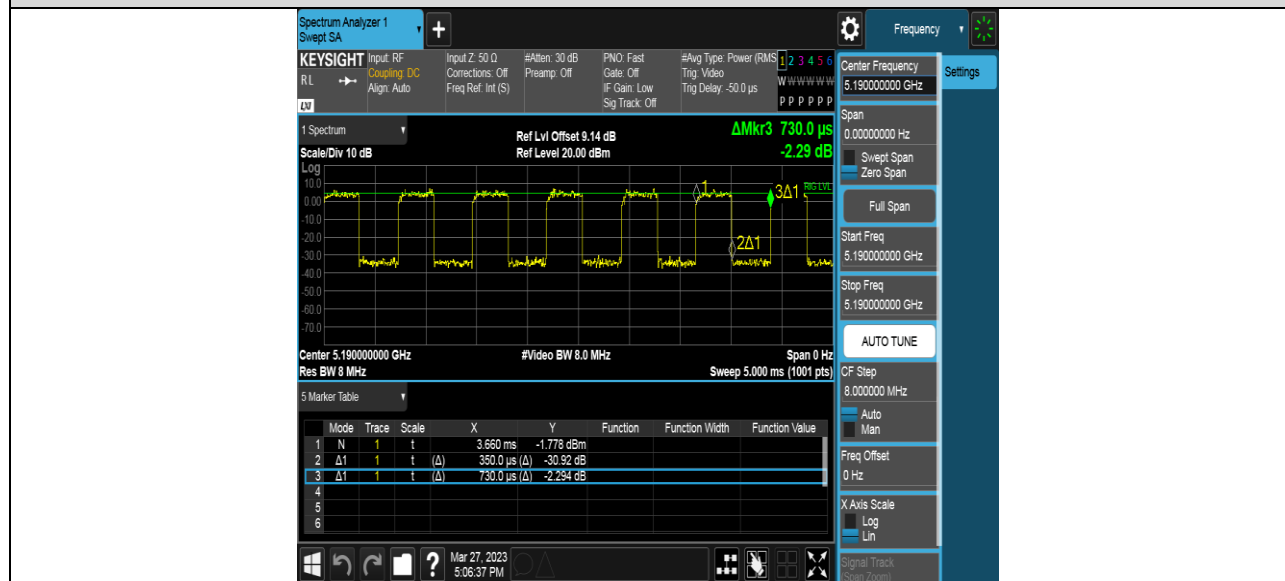 Spectrum Analyzer 1
Swept SA
+
Frequency
KEYSIGHT
RL
LXI
Input: RF
Coupling: DC
Align: Auto
Input Z: 50 Ω
Corrections: Off
Freq Ref: Int (S)
#Atten: 30 dB
Preamp: Off
PNO: Fast
Gate: Off
IF Gain: Low
Sig Track: Off
#Avg Type: Power (RMS
Trig: Video
Trig Delay: -50.0 µs
1 2 3 4 5 6
W W W W W W
P P P P P P
Center Frequency
5.190000000 GHz
Settings
Span
0.00000000 Hz
Swept Span
Zero Span
Full Span
Start Freq
5.190000000 GHz
Stop Freq
5.190000000 GHz
AUTO TUNE
CF Step
8.000000 MHz
Auto
Man
Freq Offset
0 Hz
X Axis Scale
Log
Lin
Signal Track
(Span Zoom)
1 Spectrum
Scale/Div 10 dB
Ref Lvl Offset 9.14 dB
Ref Level 20.00 dBm
ΔMkr3 730.0 µs
-2.29 dB
Log
10.0
0.00
-10.0
-20.0
-30.0
-40.0
-50.0
-60.0
-70.0
1
3Δ1
2Δ1
Center 5.190000000 GHz
#Video BW 8.0 MHz
Span 0 Hz
Res BW 8 MHz
Sweep 5.000 ms (1001 pts)
5 Marker Table
Mode Trace Scale X Y Function Function Width Function Value
1 N 1 t 3.660 ms -1.778 dBm
2 Δ1 1 t (Δ) 350.0 µs (Δ) -30.92 dB
3 Δ1 1 t (Δ) 730.0 µs (Δ) -2.294 dB
4
5
6
?
Mar 27, 2023
5:06:37 PM